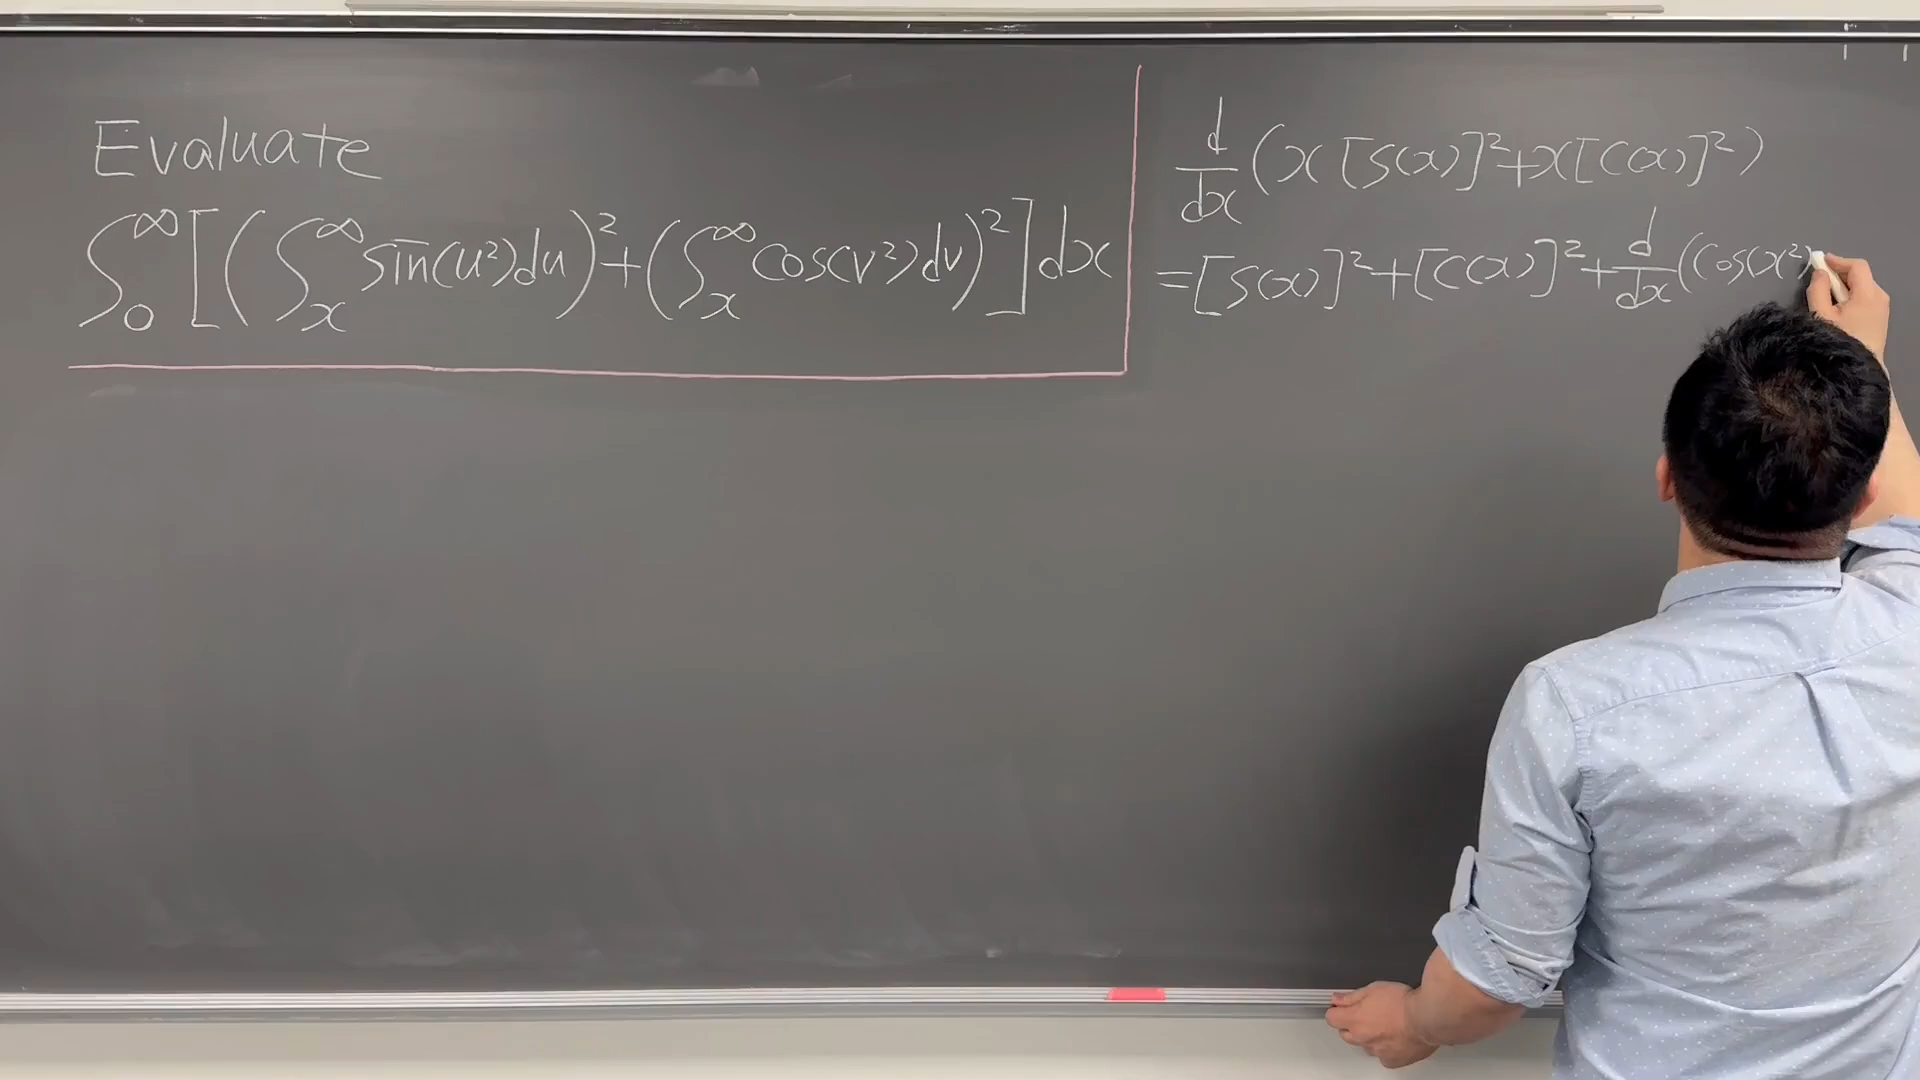 Evaluate
∫₀^∞ [(∫ₓ^∞ sin(u²)du)² + (∫ₓ^∞ cos(v²)dv)²] dx
d/dx (x[S(x)]² + x[C(x)]²)
= [S(x)]² + [C(x)]² + d/dx (cos(x²)